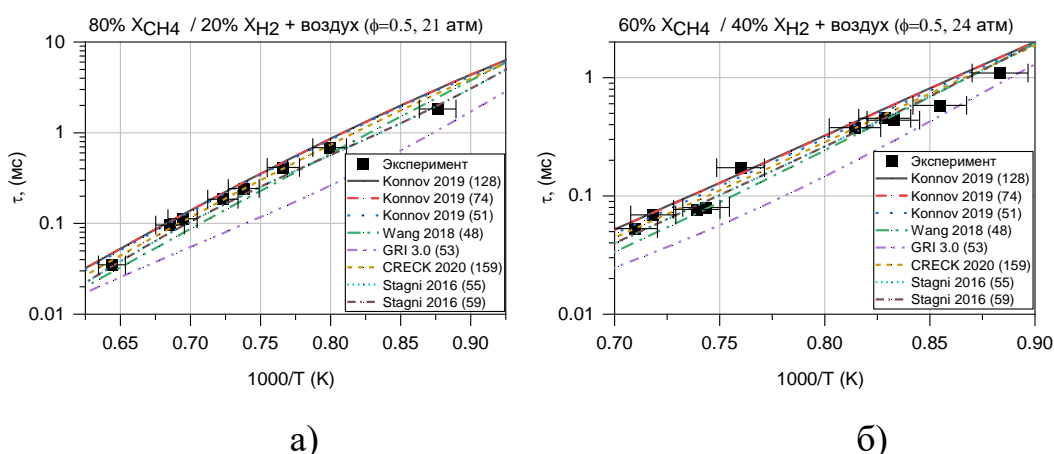 80% XCH4 / 20% XH2 + воздух (ϕ=0.5, 21 атм)
10
1
0.1
0.01
τ, (мс)
0.65 0.70 0.75 0.80 0.85 0.90
1000/T (K)
Эксперимент
Konnov 2019 (128)
Konnov 2019 (74)
Konnov 2019 (51)
Wang 2018 (48)
GRI 3.0 (53)
CRECK 2020 (159)
Stagni 2016 (55)
Stagni 2016 (59)
а)
60% XCH4 / 40% XH2 + воздух (ϕ=0.5, 24 атм)
1
0.1
0.01
τ, (мс)
0.70 0.75 0.80 0.85 0.90
1000/T (K)
Эксперимент
Konnov 2019 (128)
Konnov 2019 (74)
Konnov 2019 (51)
Wang 2018 (48)
GRI 3.0 (53)
CRECK 2020 (159)
Stagni 2016 (55)
Stagni 2016 (59)
б)